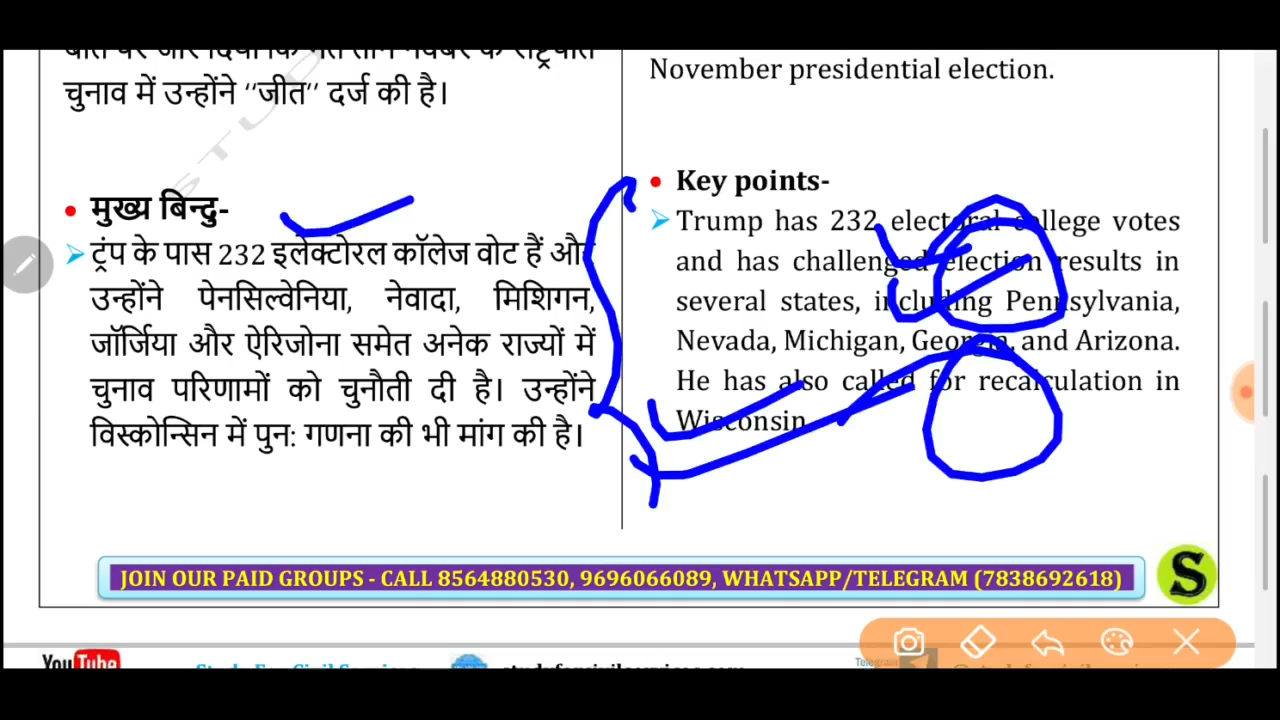 चुनाव में उन्होंने “जीत” दर्ज की है।
मुख्य बिन्दु-
ट्रंप के पास 232 इलेक्टोरल कॉलेज वोट हैं और
उन्होंने पेनसिल्वेनिया, नेवादा, मिशिगन,
जॉर्जिया और ऐरिजोना समेत अनेक राज्यों में
चुनाव परिणामों को चुनौती दी है। उन्होंने
विस्कोन्सिन में पुन: गणना की भी मांग की है।
November presidential election.
Key points-
Trump has 232 electoral college votes
and has challenged election results in
several states, including Pennsylvania,
Nevada, Michigan, Georgia, and Arizona.
He has also called for recalculation in
Wisconsin.
JOIN OUR PAID GROUPS - CALL 8564880530, 9696066089, WHATSAPP/TELEGRAM (7838692618)
S
YouTube
Telegram